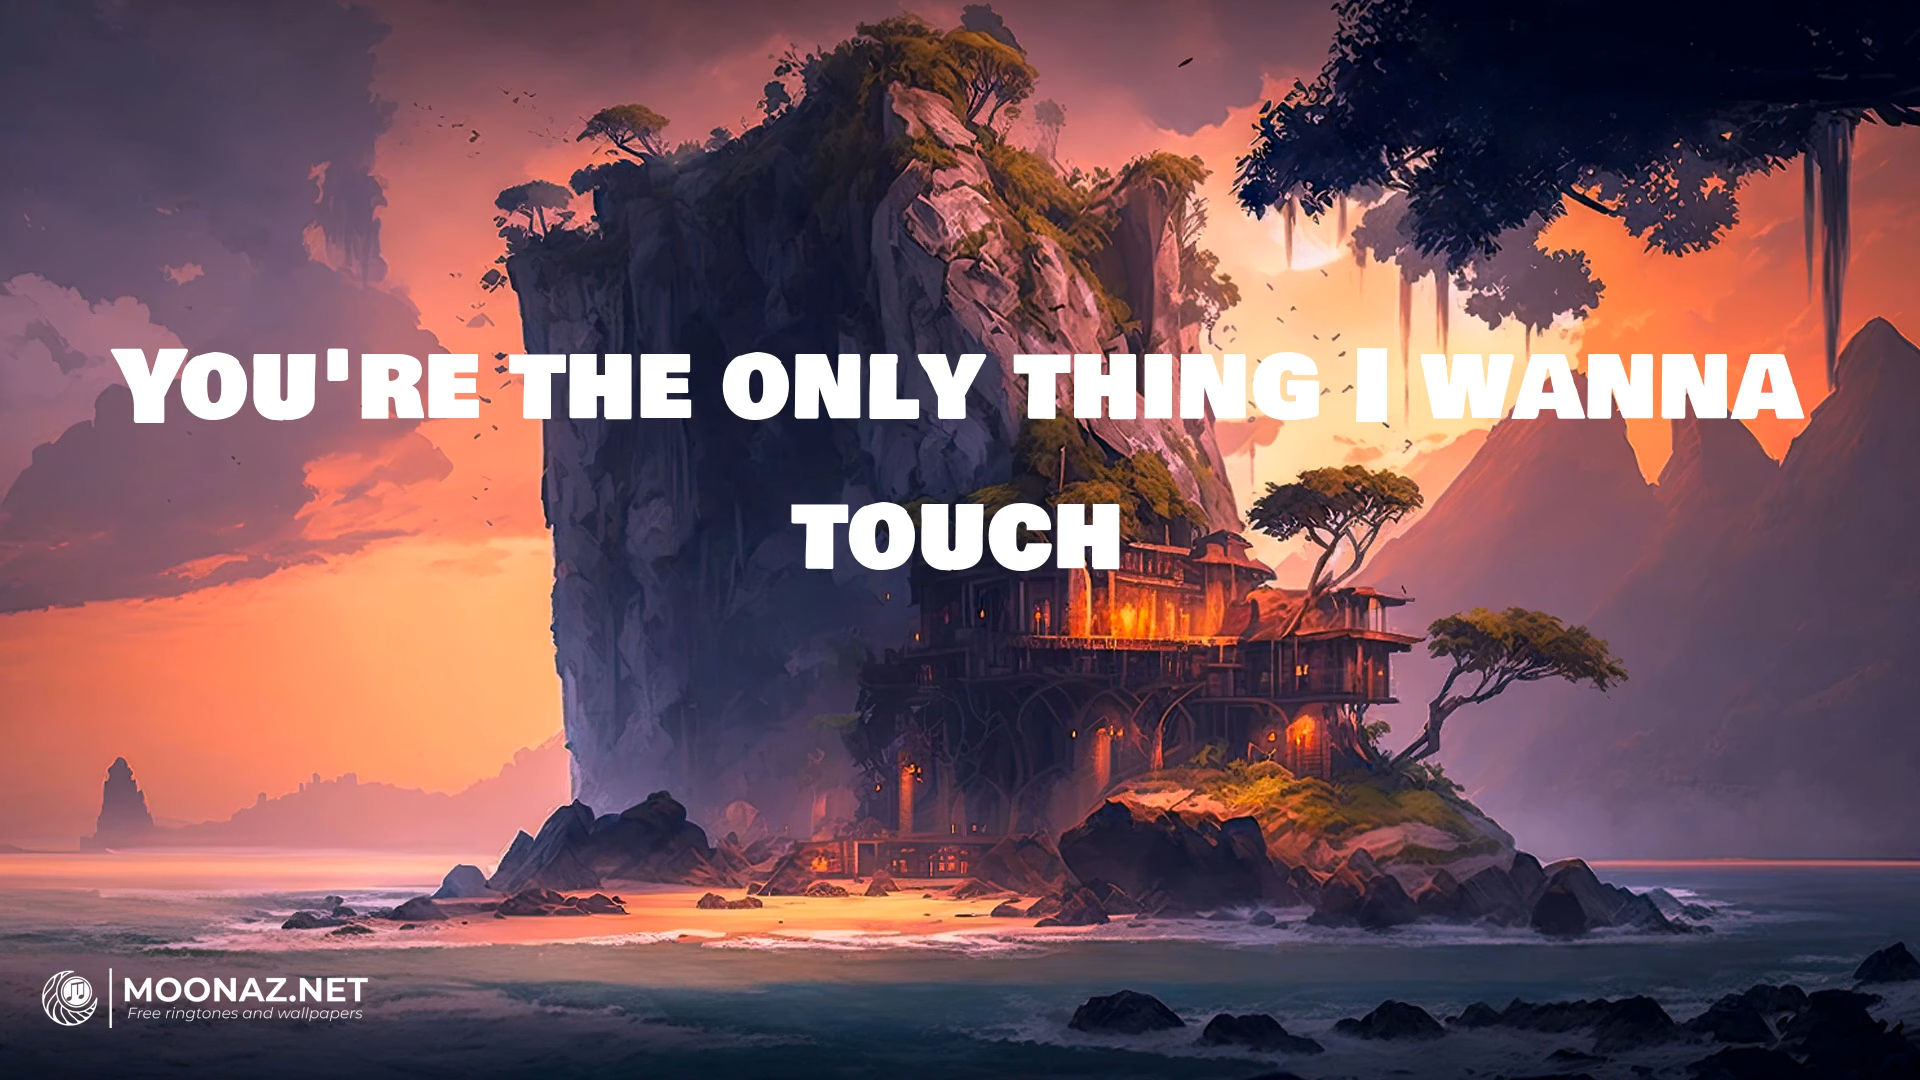 You're the only thing I wanna
touch
MOONAZ.NET
Free ringtones and wallpapers